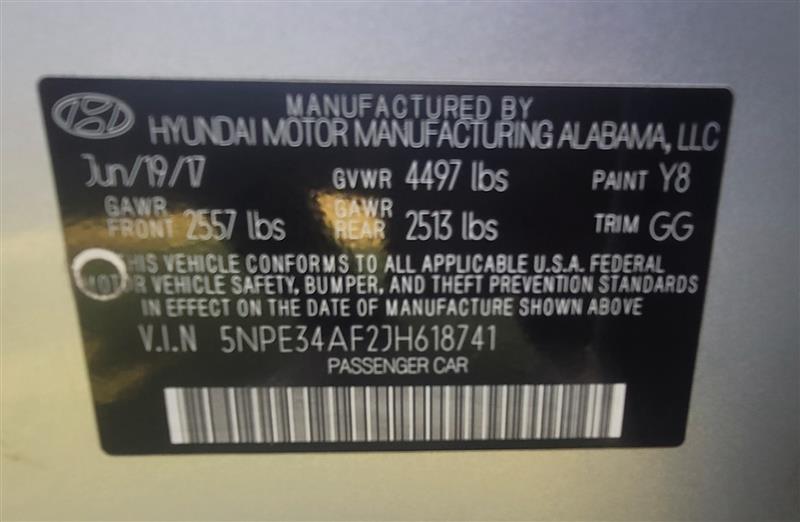 MANUFACTURED BY
HYUNDAI MOTOR MANUFACTURING ALABAMA, LLC
Jun/19/17 GVWR 4497 lbs PAINT Y8
GAWR FRONT 2557 lbs GAWR REAR 2513 lbs TRIM GG
THIS VEHICLE CONFORMS TO ALL APPLICABLE U.S.A. FEDERAL
MOTOR VEHICLE SAFETY, BUMPER, AND THEFT PREVENTION STANDARDS
IN EFFECT ON THE DATE OF MANUFACTURE SHOWN ABOVE
V.I.N 5NPE34AF2JH618741
PASSENGER CAR